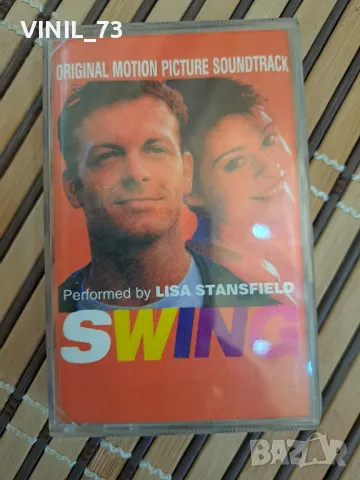 VINIL_73
ORIGINAL MOTION PICTURE SOUNDTRACK
Performed by LISA STANSFIELD
SWING
BAZAR